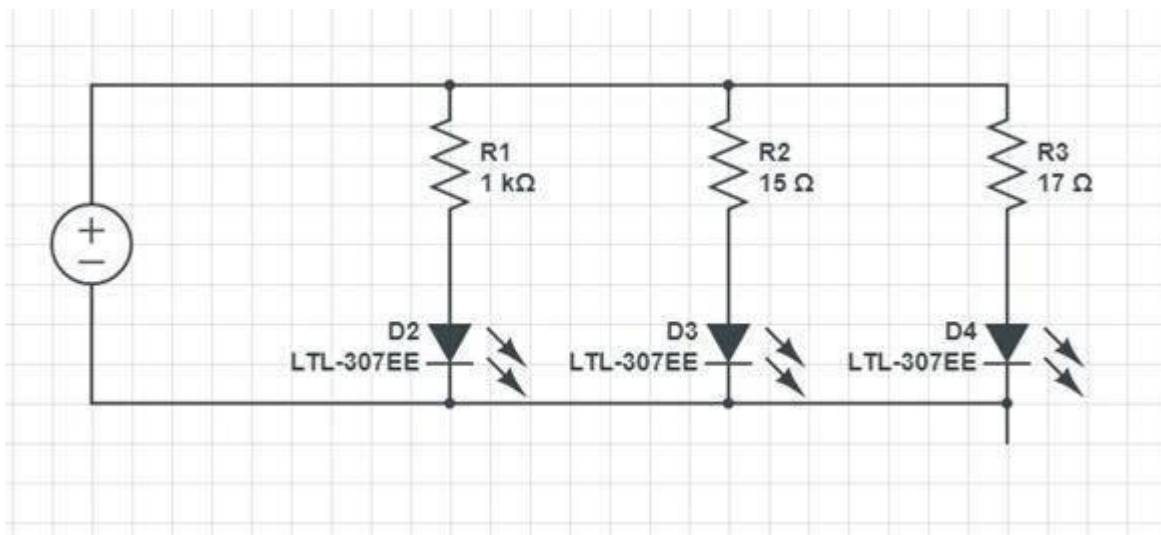 R1
1 kΩ
R2
15 Ω
R3
17 Ω
+
−
D2
LTL-307EE
D3
LTL-307EE
D4
LTL-307EE